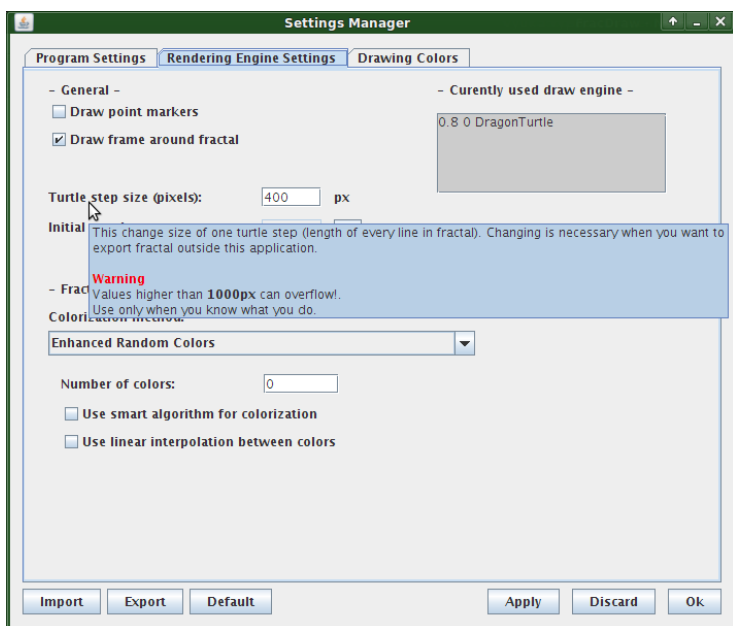 Settings Manager
Program Settings
Rendering Engine Settings
Drawing Colors
- General -
Draw point markers
Draw frame around fractal
- Curently used draw engine -
0.8 0 DragonTurtle
Turtle step size (pixels):
400
px
Initial
This change size of one turtle step (length of every line in fractal). Changing is necessary when you want to
export fractal outside this application.
Warning
Values higher than 1000px can overflow!.
Use only when you know what you do.
Enhanced Random Colors
Number of colors:
0
Use smart algorithm for colorization
Use linear interpolation between colors
Import
Export
Default
Apply
Discard
Ok